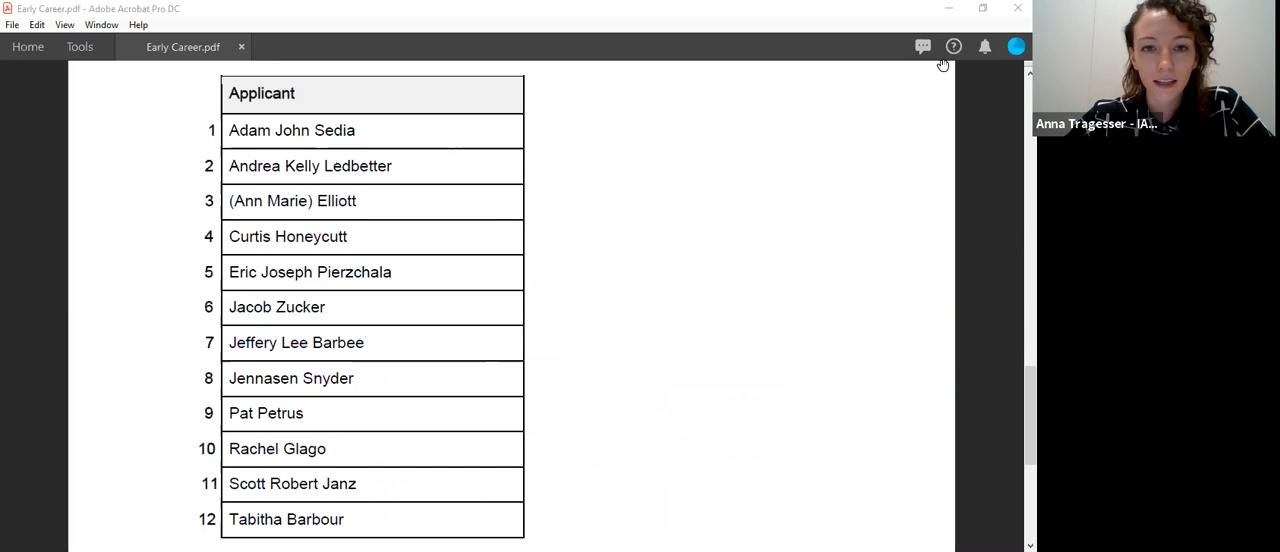 Early Career.pdf - Adobe Acrobat Pro DC
File Edit View Window Help
Home Tools Early Career.pdf
Anna Tragesser - IA...
Applicant
1 Adam John Sedia
2 Andrea Kelly Ledbetter
3 (Ann Marie) Elliott
4 Curtis Honeycutt
5 Eric Joseph Pierzchala
6 Jacob Zucker
7 Jeffery Lee Barbee
8 Jennasen Snyder
9 Pat Petrus
10 Rachel Glago
11 Scott Robert Janz
12 Tabitha Barbour